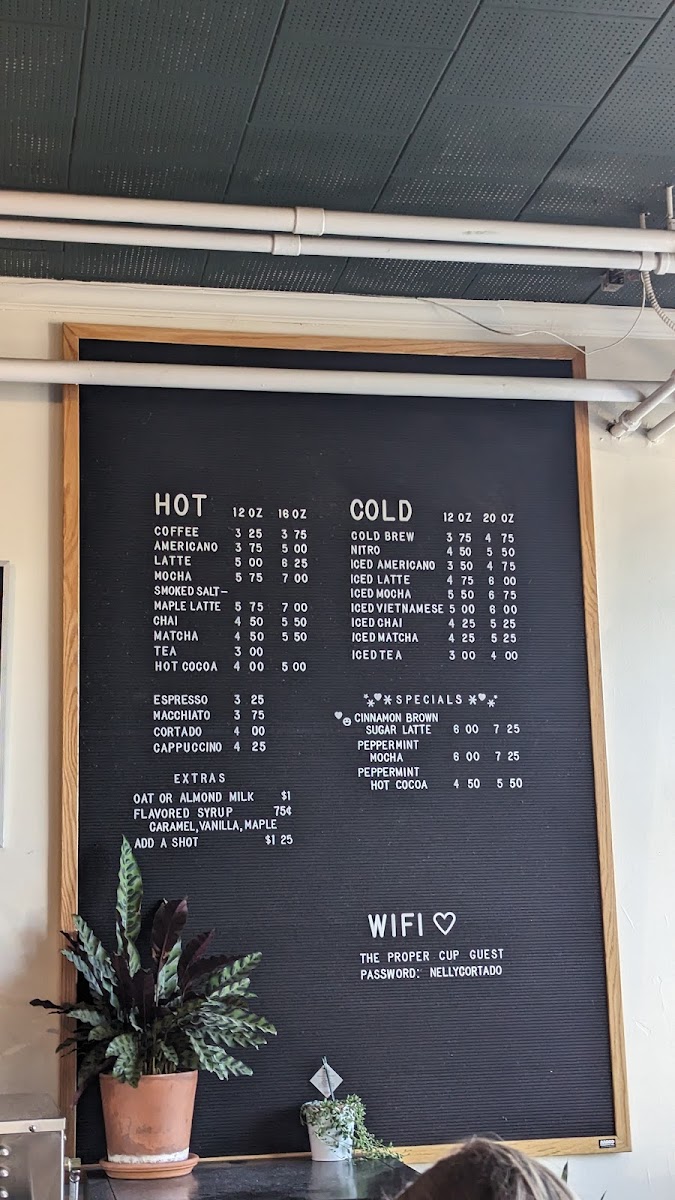 HOT 12 OZ 16 OZ
COFFEE 3 25 3 75
AMERICANO 3 75 5 00
LATTE 5 00 6 25
MOCHA 5 75 7 00
SMOKED SALT-
MAPLE LATTE 5 75 7 00
CHAI 4 50 5 50
MATCHA 4 50 5 50
TEA 3 00
HOT COCOA 4 00 5 00
ESPRESSO 3 25
MACCHIATO 3 75
CORTADO 4 00
CAPPUCCINO 4 25
EXTRAS
OAT OR ALMOND MILK $1
FLAVORED SYRUP 75¢
CARAMEL, VANILLA, MAPLE
ADD A SHOT $1 25
COLD 12 OZ 20 OZ
COLD BREW 3 75 4 75
NITRO 4 50 5 50
ICED AMERICANO 3 50 4 75
ICED LATTE 4 75 6 00
ICED MOCHA 5 50 6 75
ICED VIETNAMESE 5 00 6 00
ICED CHAI 4 25 5 25
ICED MATCHA 4 25 5 25
ICED TEA 3 00 4 00
SPECIALS
CINNAMON BROWN
SUGAR LATTE 6 00 7 25
PEPPERMINT
MOCHA 6 00 7 25
PEPPERMINT
HOT COCOA 4 50 5 50
WIFI ♡
THE PROPER CUP GUEST
PASSWORD: NELLYCORTADO